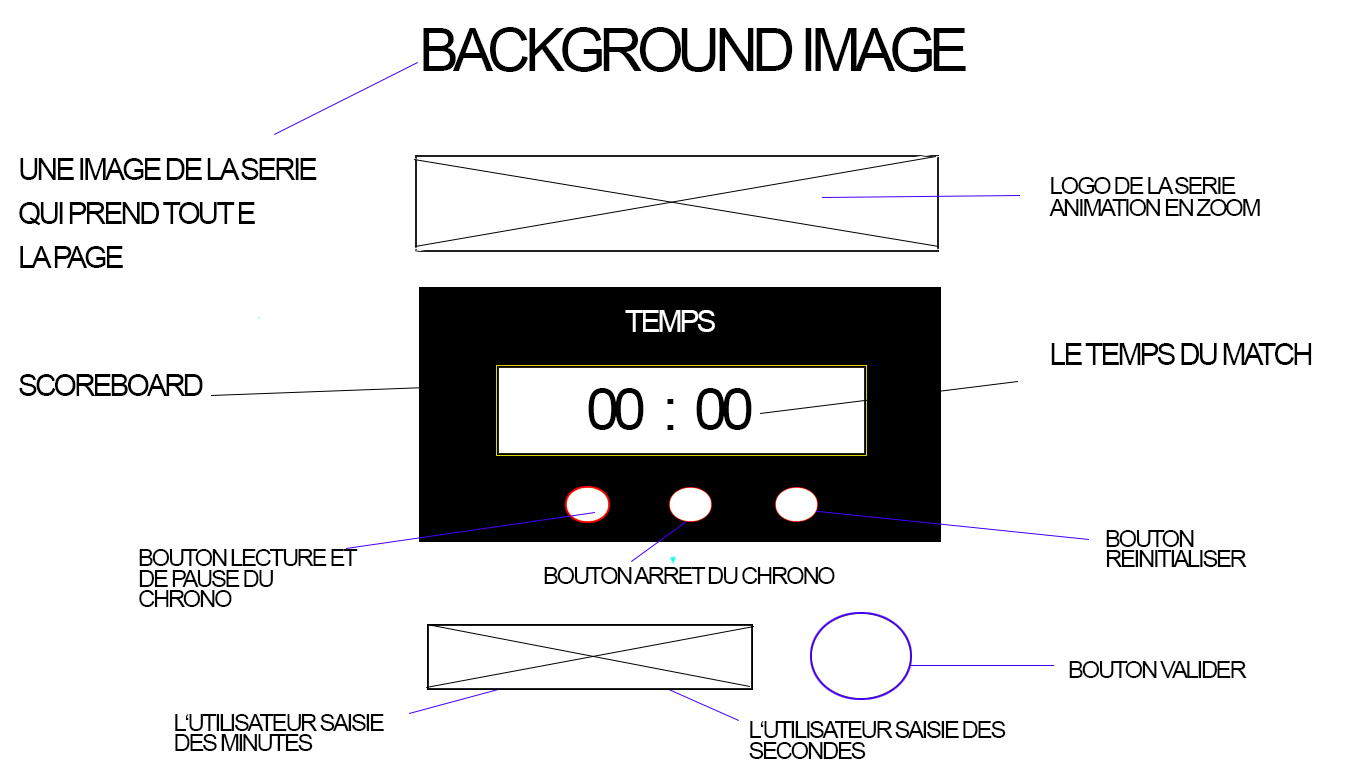 BACKGROUND IMAGE
UNE IMAGE DE LA SERIE
QUI PREND TOUT E
LA PAGE
LOGO DE LA SERIE
ANIMATION EN ZOOM
TEMPS
LE TEMPS DU MATCH
SCOREBOARD
00 : 00
BOUTON LECTURE ET
DE PAUSE DU
CHRONO
BOUTON ARRET DU CHRONO
BOUTON
REINITIALISER
BOUTON VALIDER
L'UTILISATEUR SAISIE
DES MINUTES
L'UTILISATEUR SAISIE DES
SECONDES